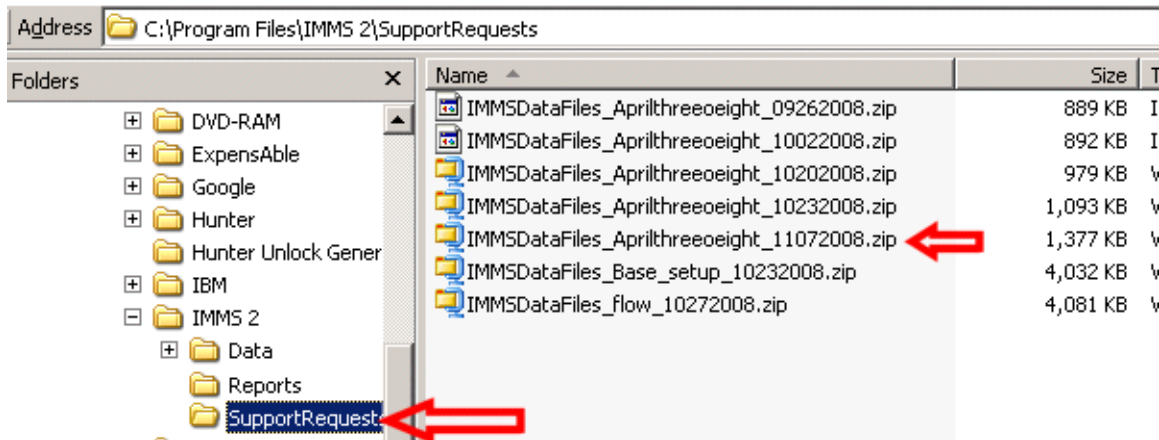 Address C:\Program Files\IMMS 2\SupportRequests
Folders
DVD-RAM
ExpensAble
Google
Hunter
Hunter Unlock Gener
IBM
IMMS 2
Data
Reports
SupportRequest
Name Size T
IMMSDataFiles_Aprilthreeoeight_09262008.zip 889 KB I
IMMSDataFiles_Aprilthreeoeight_10022008.zip 892 KB I
IMMSDataFiles_Aprilthreeoeight_10202008.zip 979 KB
IMMSDataFiles_Aprilthreeoeight_10232008.zip 1,093 KB
IMMSDataFiles_Aprilthreeoeight_11072008.zip 1,377 KB
IMMSDataFiles_Base_setup_10232008.zip 4,032 KB
IMMSDataFiles_flow_10272008.zip 4,081 KB